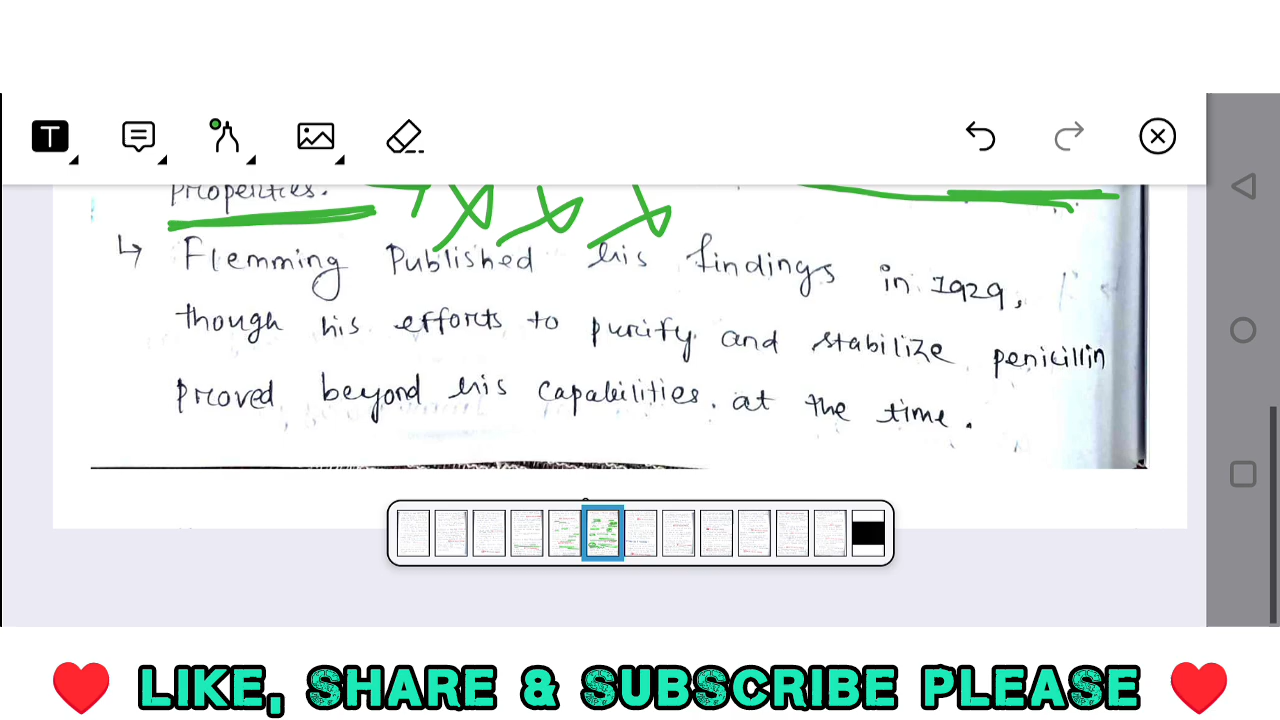 T
properties.
↳ Flemming Published his findings in 1929,
though his efforts to purify and stabilize penicillin
proved beyond his capabilities. at the time.
LIKE, SHARE & SUBSCRIBE PLEASE